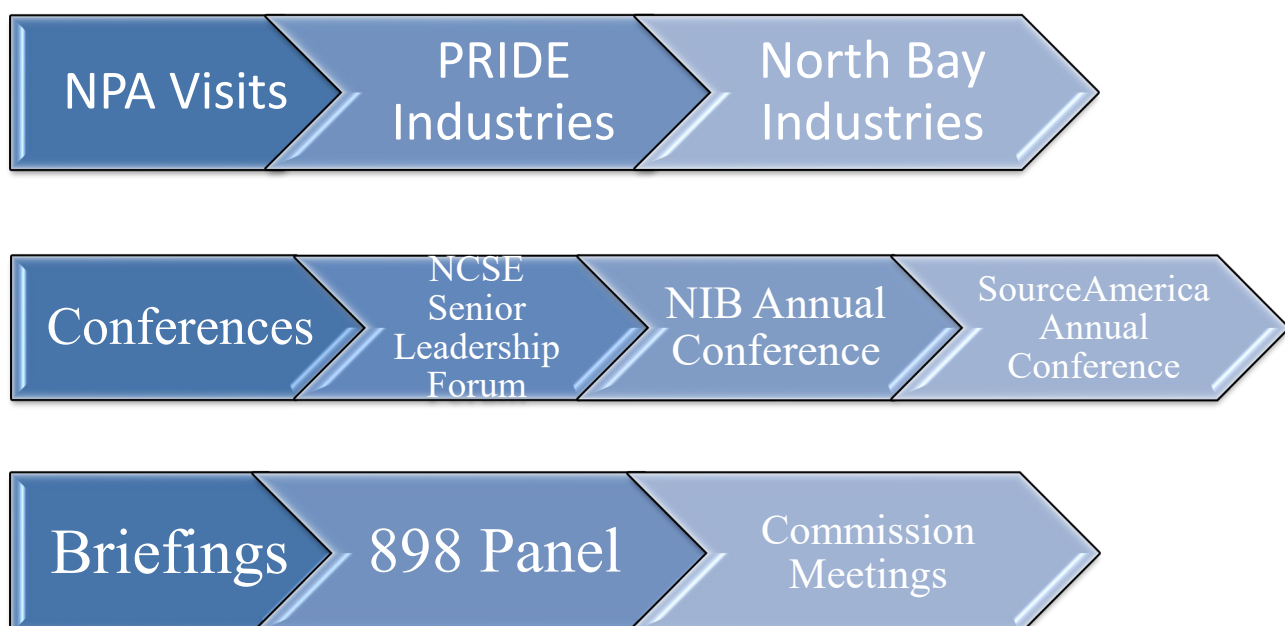 NPA Visits
PRIDE
Industries
North Bay
Industries
Conferences
NCSE
Senior
Leadership
Forum
NIB Annual
Conference
SourceAmerica
Annual
Conference
Briefings
898 Panel
Commission
Meetings